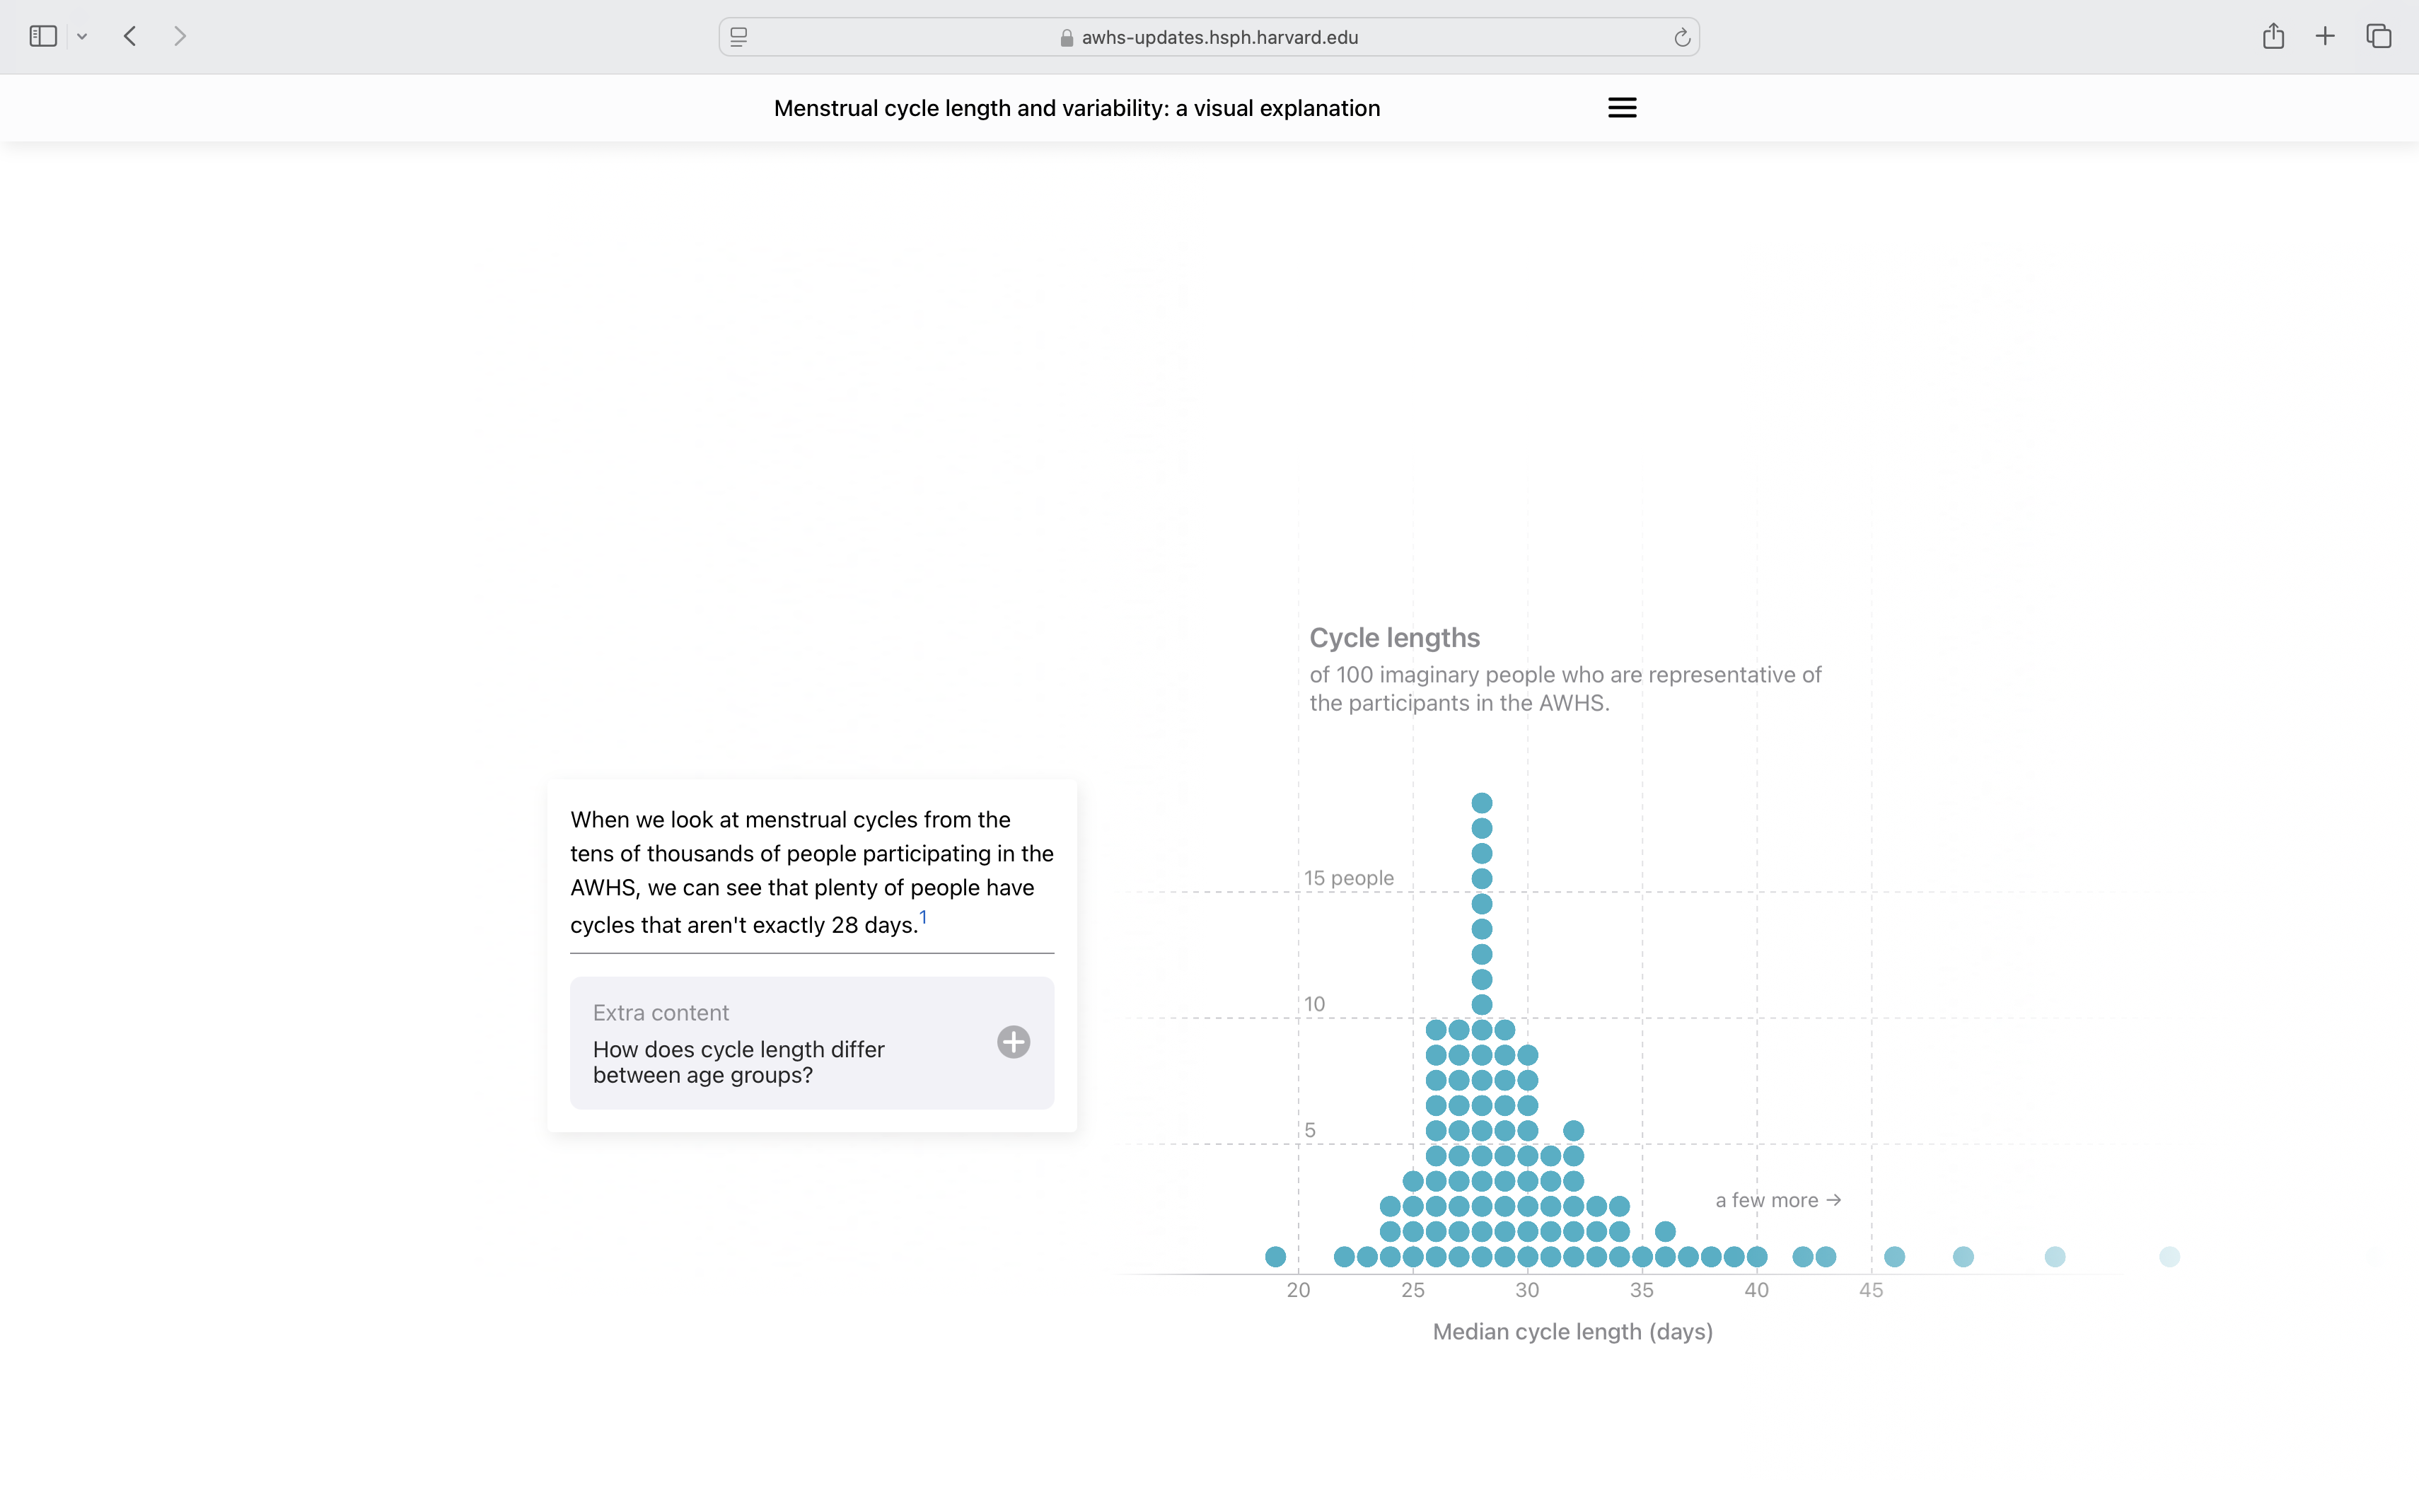 awhs-updates.hsph.harvard.edu
Menstrual cycle length and variability: a visual explanation
When we look at menstrual cycles from the
tens of thousands of people participating in the
AWHS, we can see that plenty of people have
cycles that aren't exactly 28 days.1
Extra content
How does cycle length differ
between age groups?
Cycle lengths
of 100 imaginary people who are representative of
the participants in the AWHS.
15 people
10
5
a few more →
20 25 30 35 40 45
Median cycle length (days)